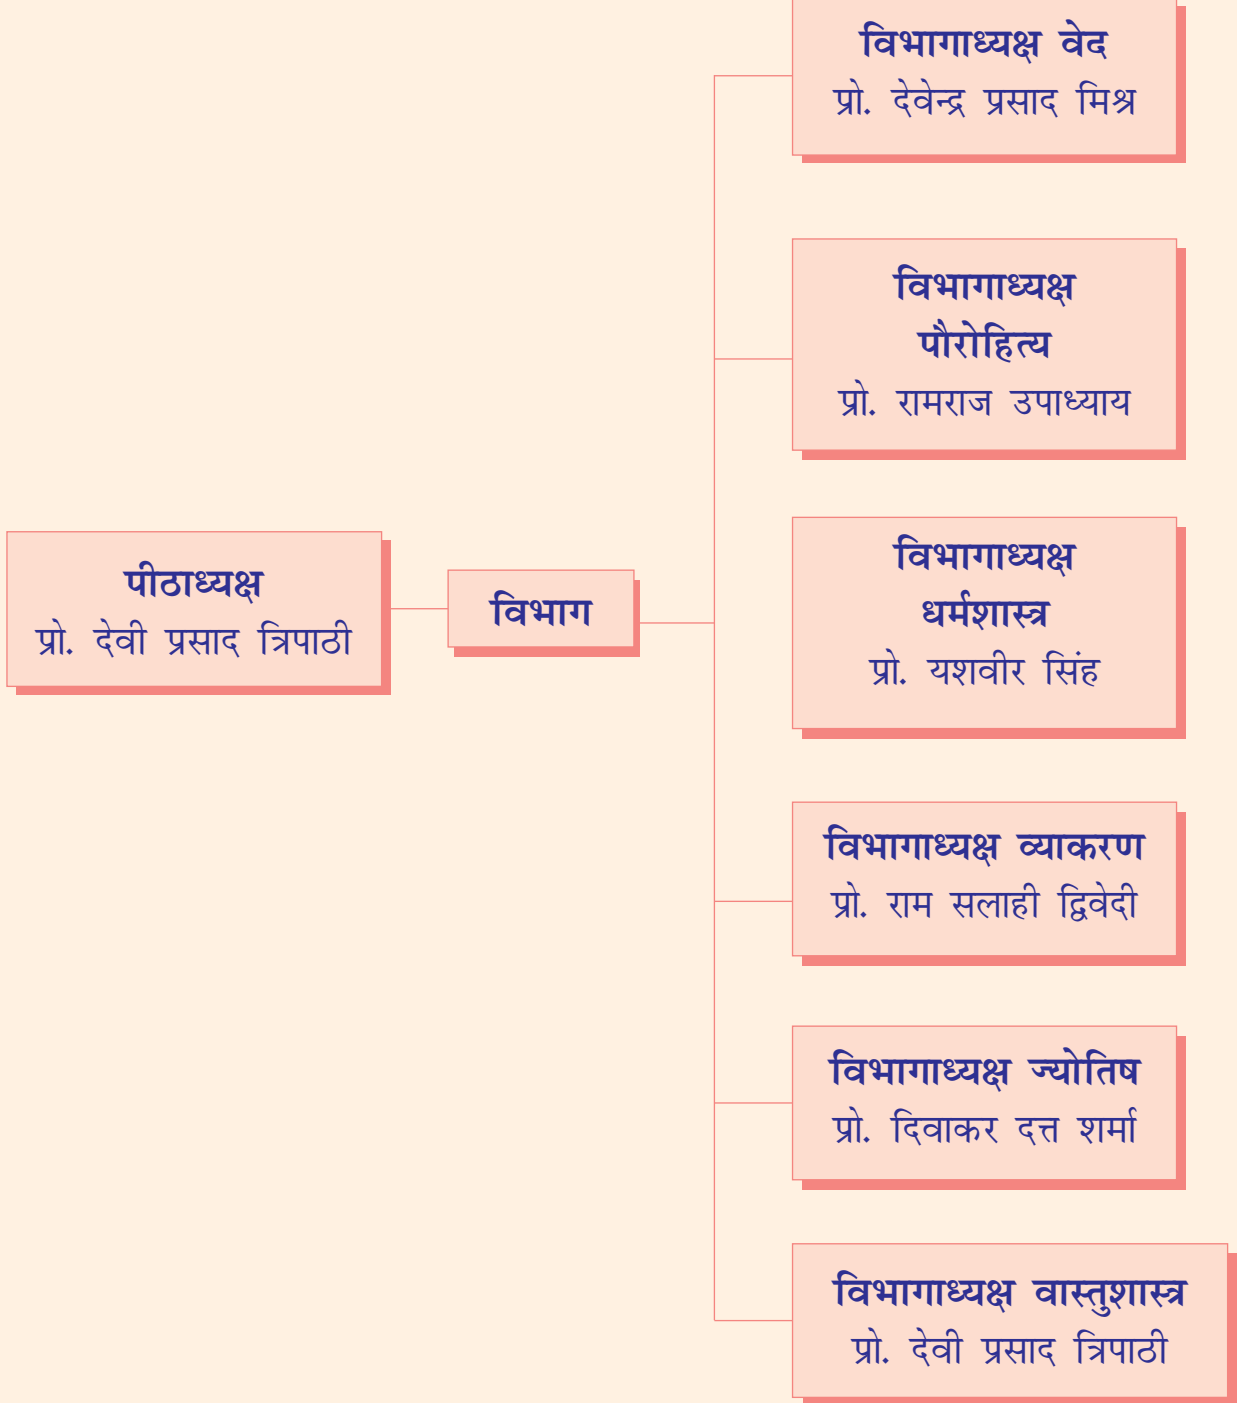 पीठाध्यक्ष
प्रो. देवी प्रसाद त्रिपाठी
विभाग
विभागाध्यक्ष वेद
प्रो. देवेन्द्र प्रसाद मिश्र
विभागाध्यक्ष
पौरोहित्य
प्रो. रामराज उपाध्याय
विभागाध्यक्ष
धर्मशास्त्र
प्रो. यशवीर सिंह
विभागाध्यक्ष व्याकरण
प्रो. राम सलाही द्विवेदी
विभागाध्यक्ष ज्योतिष
प्रो. दिवाकर दत्त शर्मा
विभागाध्यक्ष वास्तुशास्त्र
प्रो. देवी प्रसाद त्रिपाठी